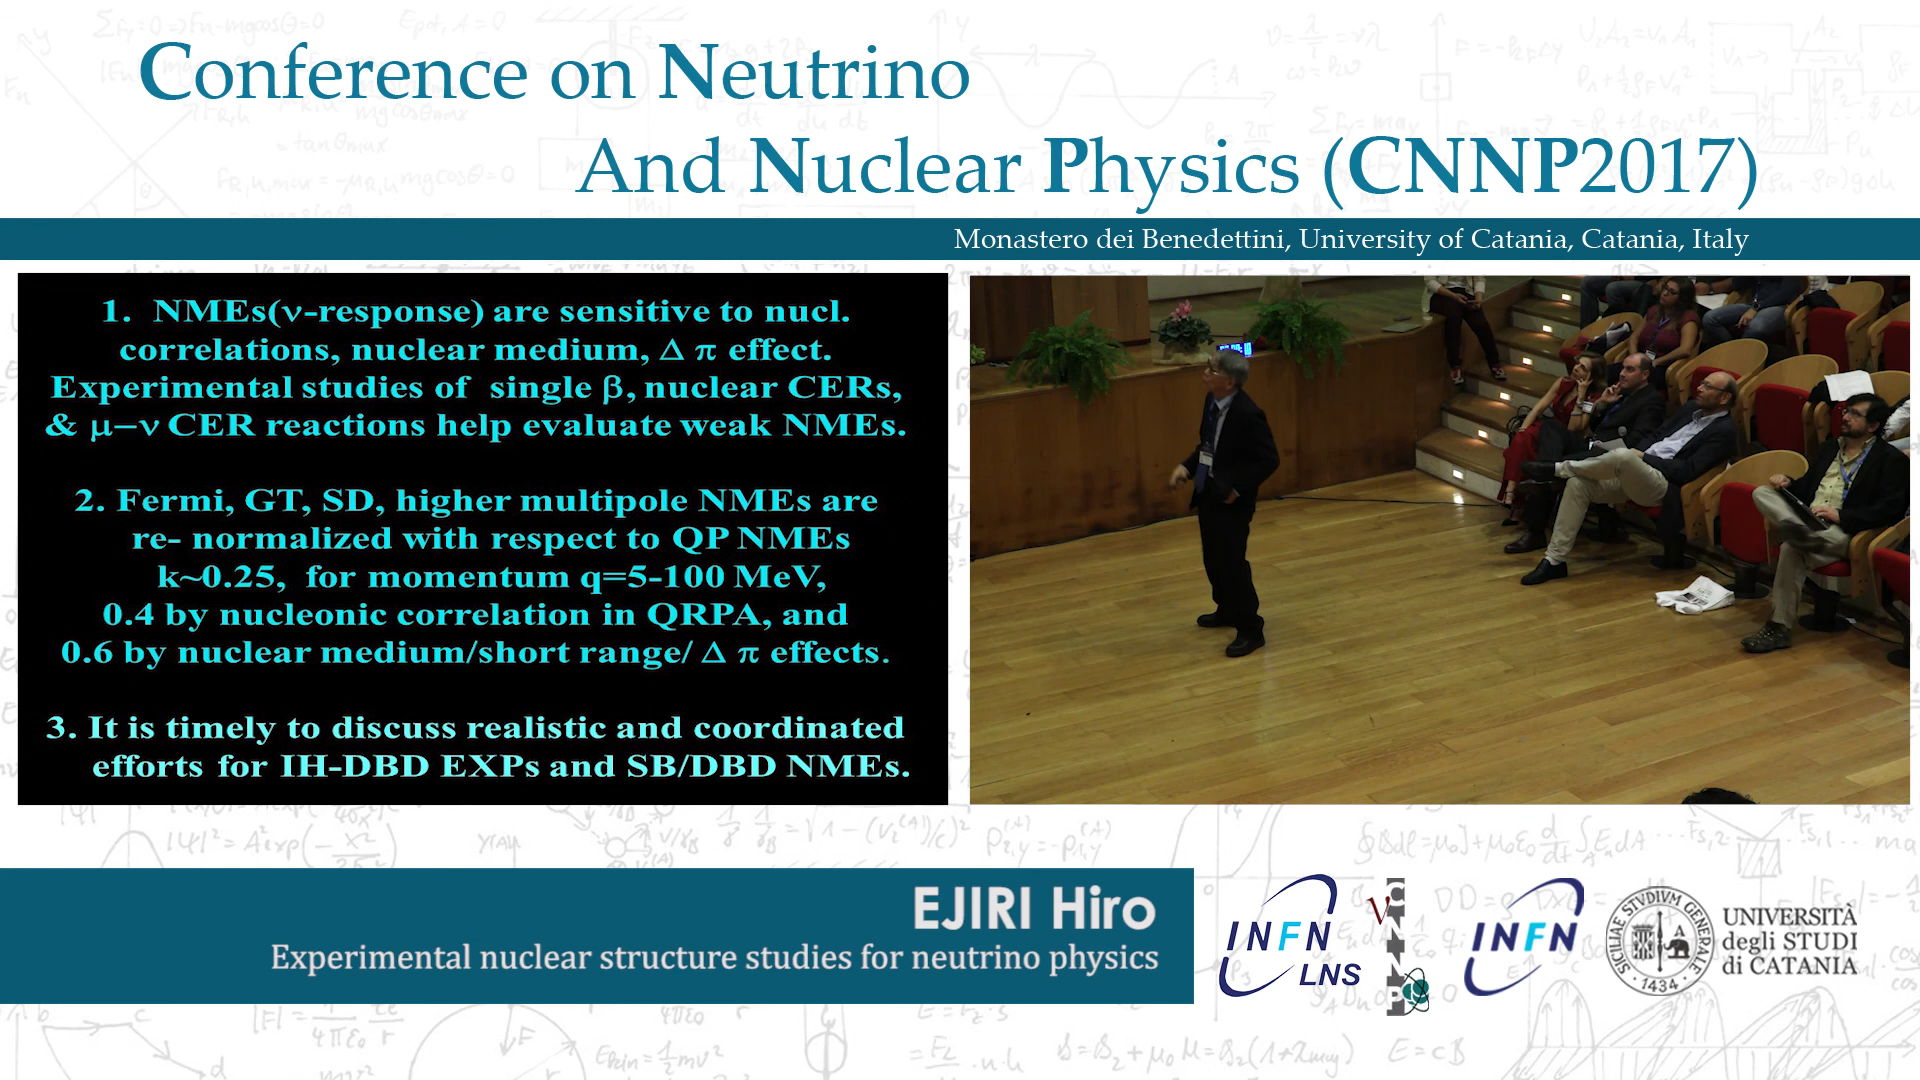 Conference on Neutrino
And Nuclear Physics (CNNP2017)
Monastero dei Benedettini, University of Catania, Catania, Italy
1. NMEs(ν-response) are sensitive to nucl.
correlations, nuclear medium, Δ π effect.
Experimental studies of single β, nuclear CERs,
& μ–ν CER reactions help evaluate weak NMEs.
2. Fermi, GT, SD, higher multipole NMEs are
re- normalized with respect to QP NMEs
k~0.25, for momentum q=5-100 MeV,
0.4 by nucleonic correlation in QRPA, and
0.6 by nuclear medium/short range/ Δ π effects.
3. It is timely to discuss realistic and coordinated
efforts for IH-DBD EXPs and SB/DBD NMEs.
EJIRI Hiro
Experimental nuclear structure studies for neutrino physics
INFN
LNS
ν
CNNP
INFN
SICILIAE STVDIVM GENERALE
1434
UNIVERSITÀ
degli STUDI
di CATANIA